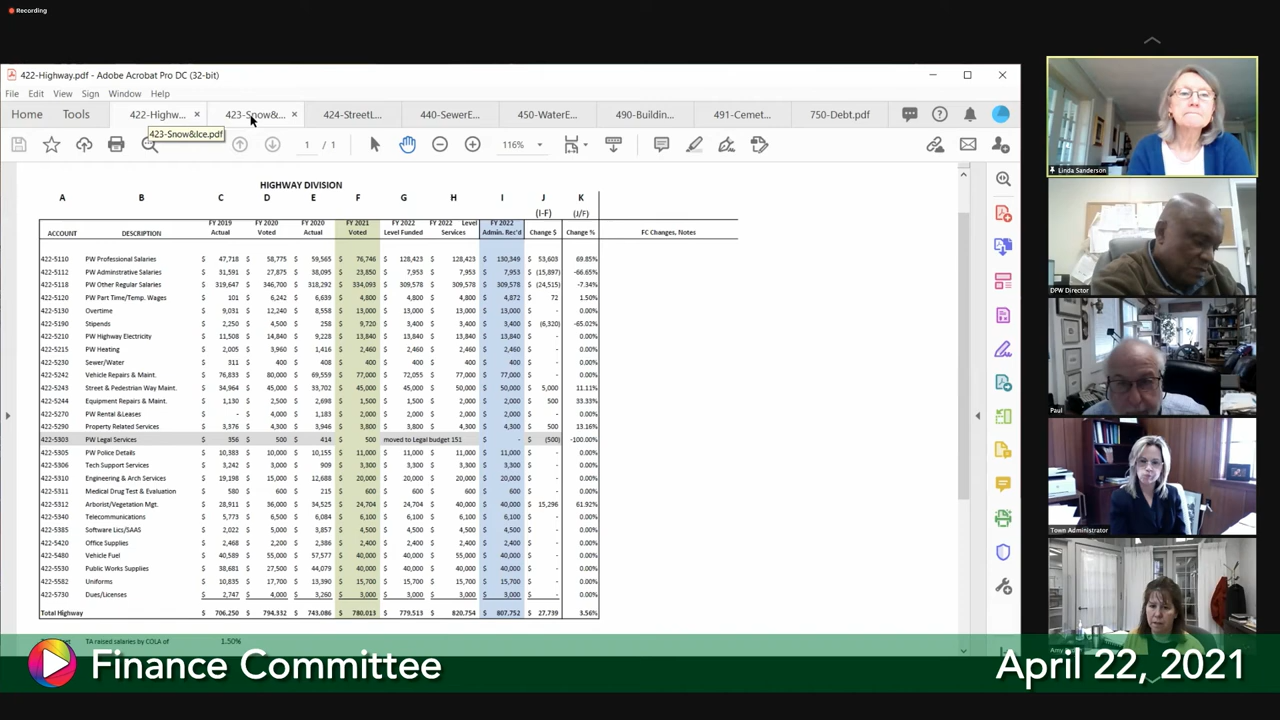 Recording
422-Highway.pdf - Adobe Acrobat Pro DC (32-bit)
File Edit View Sign Window Help
Home Tools 422-Highw... × 423-Snow&... × 424-StreetL... 440-SewerE... 450-WaterE... 490-Buildin... 491-Cemet... 750-Debt.pdf
423-Snow&Ice.pdf
1 / 1 116%
HIGHWAY DIVISION
A B C D E F G H I J K
(I-F) (J/F)
FY 2019 FY 2020 FY 2020 FY 2021 FY 2022 FY 2022 Level FY 2022
ACCOUNT DESCRIPTION Actual Voted Actual Voted Level Funded Services Admin. Rec'd Change $ Change % FC Changes, Notes
422-5110 PW Professional Salaries $ 47,718 $ 58,775 $ 59,565 $ 76,746 $ 128,423 $ 128,423 $ 130,349 $ 53,603 69.85%
422-5112 PW Adminstrative Salaries $ 31,591 $ 27,875 $ 38,095 $ 23,850 $ 7,953 $ 7,953 $ 7,953 $ (15,897) -66.65%
422-5118 PW Other Regular Salaries $ 319,647 $ 346,700 $ 318,292 $ 334,093 $ 309,578 $ 309,578 $ 309,578 $ (24,515) -7.34%
422-5120 PW Part Time/Temp. Wages $ 101 $ 6,242 $ 6,639 $ 4,800 $ 4,800 $ 4,800 $ 4,872 $ 72 1.50%
422-5130 Overtime $ 9,031 $ 12,240 $ 8,558 $ 13,000 $ 13,000 $ 13,000 $ 13,000 $ - 0.00%
422-5190 Stipends $ 2,250 $ 4,500 $ 258 $ 9,720 $ 3,400 $ 3,400 $ 3,400 $ (6,320) -65.02%
422-5210 PW Highway Electricity $ 11,508 $ 14,840 $ 9,228 $ 13,840 $ 13,840 $ 13,840 $ 13,840 $ - 0.00%
422-5215 PW Heating $ 2,005 $ 3,960 $ 1,416 $ 2,460 $ 2,460 $ 2,460 $ 2,460 $ - 0.00%
422-5230 Sewer/Water $ 311 $ 400 $ 408 $ 400 $ 400 $ 400 $ 400 $ - 0.00%
422-5242 Vehicle Repairs & Maint. $ 76,833 $ 80,000 $ 69,559 $ 77,000 $ 72,055 $ 77,000 $ 77,000 $ - 0.00%
422-5243 Street & Pedestrian Way Maint. $ 34,964 $ 45,000 $ 33,702 $ 45,000 $ 45,000 $ 50,000 $ 50,000 $ 5,000 11.11%
422-5244 Equipment Repairs & Maint. $ 1,130 $ 2,500 $ 2,698 $ 1,500 $ 1,500 $ 2,000 $ 2,000 $ 500 33.33%
422-5270 PW Rental &Leases $ - $ 4,000 $ 1,183 $ 2,000 $ 2,000 $ 2,000 $ 2,000 $ - 0.00%
422-5290 Property Related Services $ 3,376 $ 4,300 $ 4,943 $ 3,800 $ 3,800 $ 4,300 $ 4,300 $ 500 13.16%
422-5303 PW Legal Services $ 356 $ 500 $ 414 $ 500 moved to Legal budget 151 $ - $ (500) -100.00%
422-5305 PW Police Details $ 10,383 $ 10,000 $ 10,155 $ 11,000 $ 11,000 $ 11,000 $ 11,000 $ - 0.00%
422-5306 Tech Support Services $ 3,242 $ 3,000 $ 909 $ 3,300 $ 3,300 $ 3,300 $ 3,300 $ - 0.00%
422-5310 Engineering & Arch Services $ 19,198 $ 15,000 $ 12,688 $ 20,000 $ 20,000 $ 20,000 $ 20,000 $ - 0.00%
422-5311 Medical Drug Test & Evaluation $ 580 $ 600 $ 215 $ 600 $ 600 $ 600 $ 600 $ - 0.00%
422-5312 Arborist/Vegetation Mgt. $ 28,911 $ 36,000 $ 34,525 $ 24,704 $ 24,704 $ 40,000 $ 40,000 $ 15,296 61.92%
422-5340 Telecommunications $ 5,773 $ 6,500 $ 6,084 $ 6,100 $ 6,100 $ 6,100 $ 6,100 $ - 0.00%
422-5385 Software Lics/SAAS $ 2,022 $ 5,000 $ 3,857 $ 4,500 $ 4,500 $ 4,500 $ 4,500 $ - 0.00%
422-5420 Office Supplies $ 2,468 $ 2,200 $ 2,386 $ 2,400 $ 2,400 $ 2,400 $ 2,400 $ - 0.00%
422-5480 Vehicle Fuel $ 40,589 $ 55,000 $ 57,577 $ 40,000 $ 40,000 $ 55,000 $ 40,000 $ - 0.00%
422-5530 Public Works Supplies $ 38,681 $ 27,500 $ 44,079 $ 40,000 $ 40,000 $ 40,000 $ 40,000 $ - 0.00%
422-5582 Uniforms $ 10,835 $ 17,700 $ 13,390 $ 15,700 $ 15,700 $ 15,700 $ 15,700 $ - 0.00%
422-5730 Dues/Licenses $ 2,747 $ 4,000 $ 3,260 $ 3,000 $ 3,000 $ 3,000 $ 3,000 $ - 0.00%
Total Highway $ 706,250 $ 794,332 $ 743,086 $ 780,013 $ 779,513 $ 820,754 $ 807,752 $ 27,739 3.56%
TA raised salaries by COLA of 1.50%
Linda Sanderson
DPW Director
Paul
Town Administrator
Finance Committee
April 22, 2021